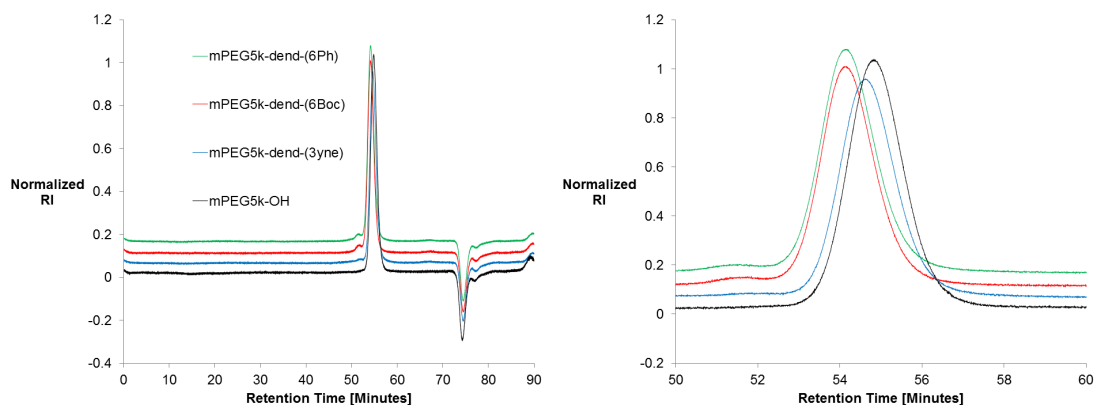 1.2
1
0.8
0.6
0.4
0.2
0
-0.2
-0.4
Normalized
RI
mPEG5k-dend-(6Ph)
mPEG5k-dend-(6Boc)
mPEG5k-dend-(3yne)
mPEG5k-OH
0 10 20 30 40 50 60 70 80 90
Retention Time [Minutes]
1.2
1
0.8
0.6
0.4
0.2
0
-0.2
Normalized
RI
50 52 54 56 58 60
Retention Time [Minutes]